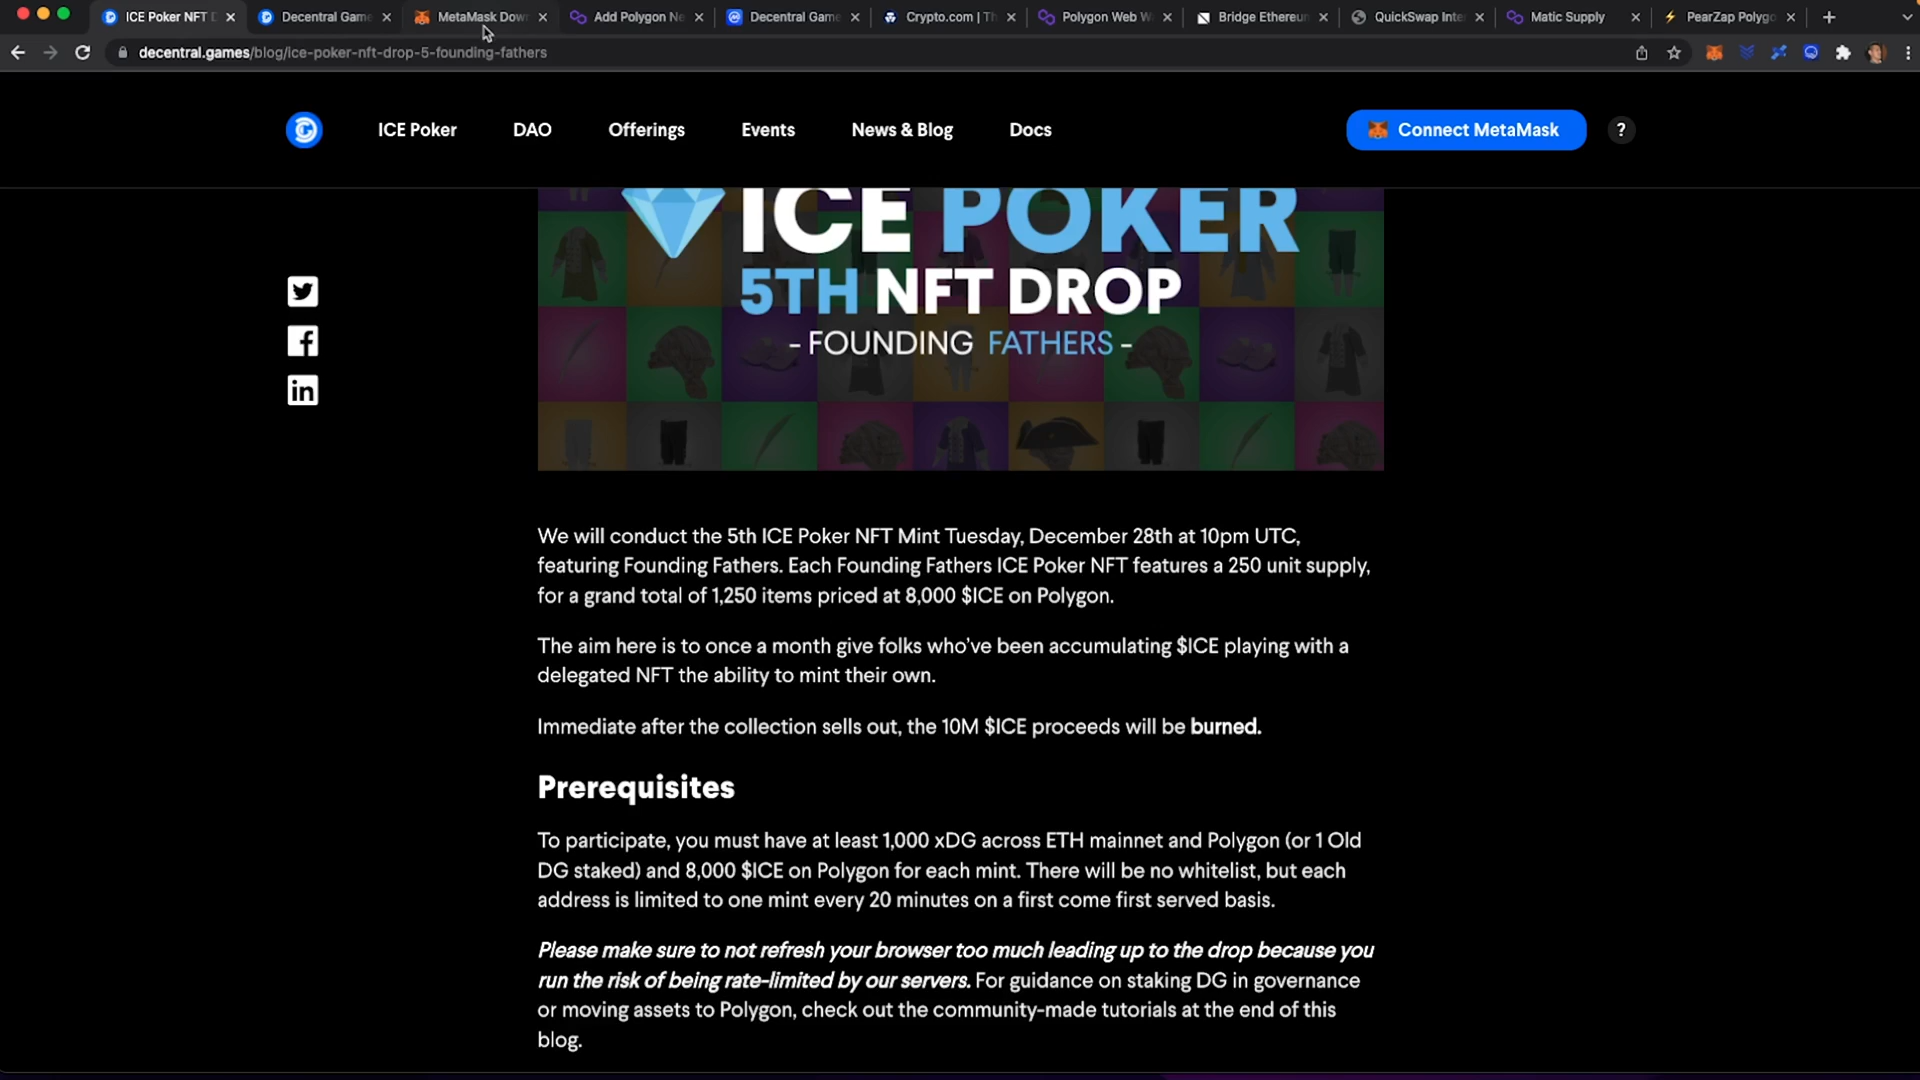 ICE Poker NFT D
Decentral Game
MetaMask Dow
Add Polygon Ne
Decentral Game
Crypto.com | Th
Polygon Web W
Bridge Ethereum
QuickSwap Inte
Matic Supply
PearZap Polygo
decentral.games/blog/ice-poker-nft-drop-5-founding-fathers
ICE Poker
DAO
Offerings
Events
News & Blog
Docs
Connect MetaMask
?
ICE POKER
5TH NFT DROP
- FOUNDING FATHERS -
We will conduct the 5th ICE Poker NFT Mint Tuesday, December 28th at 10pm UTC,
featuring Founding Fathers. Each Founding Fathers ICE Poker NFT features a 250 unit supply,
for a grand total of 1,250 items priced at 8,000 $ICE on Polygon.
The aim here is to once a month give folks who've been accumulating $ICE playing with a
delegated NFT the ability to mint their own.
Immediate after the collection sells out, the 10M $ICE proceeds will be burned.
Prerequisites
To participate, you must have at least 1,000 xDG across ETH mainnet and Polygon (or 1 Old
DG staked) and 8,000 $ICE on Polygon for each mint. There will be no whitelist, but each
address is limited to one mint every 20 minutes on a first come first served basis.
Please make sure to not refresh your browser too much leading up to the drop because you
run the risk of being rate-limited by our servers. For guidance on staking DG in governance
or moving assets to Polygon, check out the community-made tutorials at the end of this
blog.